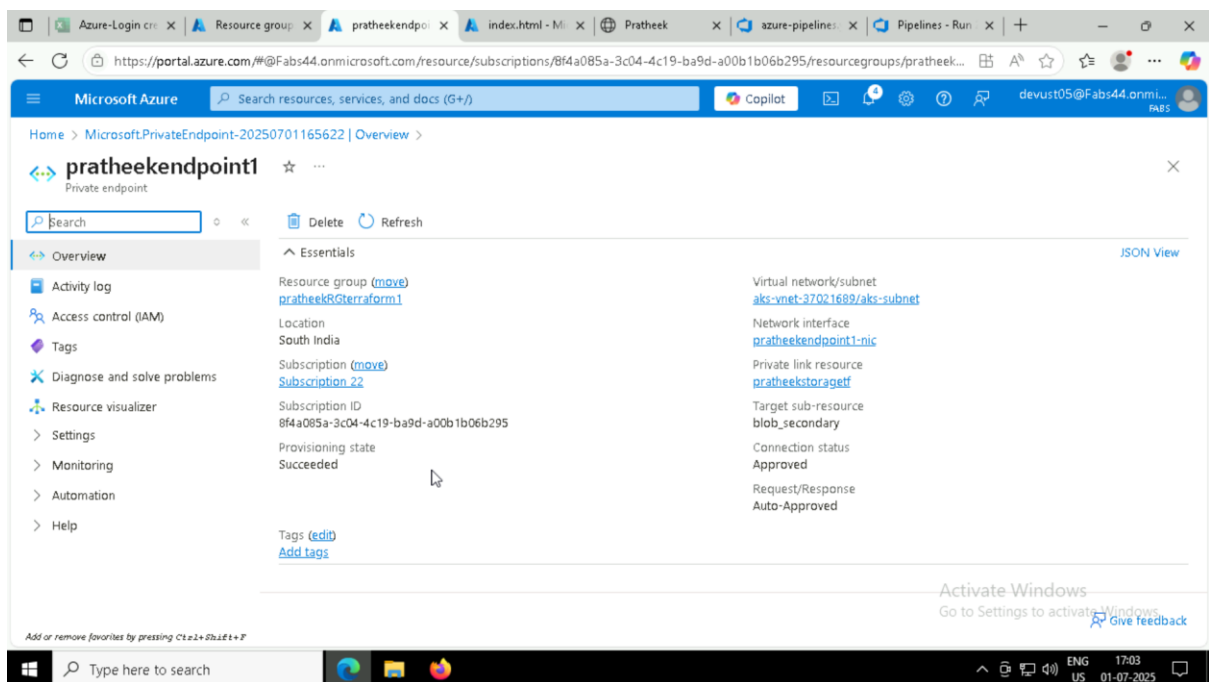 Azure-Login cre
Resource group
pratheekendpoi
index.html - Mi
Pratheek
azure-pipelines.
Pipelines - Run
https://portal.azure.com/#@Fabs44.onmicrosoft.com/resource/subscriptions/8f4a085a-3c04-4c19-ba9d-a00b1b06b295/resourcegroups/pratheek...
Microsoft Azure
Search resources, services, and docs (G+/)
Copilot
4
devust05@Fabs44.onmi...
FABS
Home > Microsoft.PrivateEndpoint-20250701165622 | Overview >
pratheekendpoint1
Private endpoint
Search
Delete
Refresh
Overview
Activity log
Access control (IAM)
Tags
Diagnose and solve problems
Resource visualizer
Settings
Monitoring
Automation
Help
Essentials
JSON View
Resource group (move)
pratheekRGterraform1
Location
South India
Subscription (move)
Subscription 22
Subscription ID
8f4a085a-3c04-4c19-ba9d-a00b1b06b295
Provisioning state
Succeeded
Virtual network/subnet
aks-vnet-37021689/aks-subnet
Network interface
pratheekendpoint1-nic
Private link resource
pratheekstoragetf
Target sub-resource
blob_secondary
Connection status
Approved
Request/Response
Auto-Approved
Tags (edit)
Add tags
Activate Windows
Go to Settings to activate Windows.
Give feedback
Add or remove favorites by pressing Ctrl+Shift+F
Type here to search
ENG
US
17:03
01-07-2025